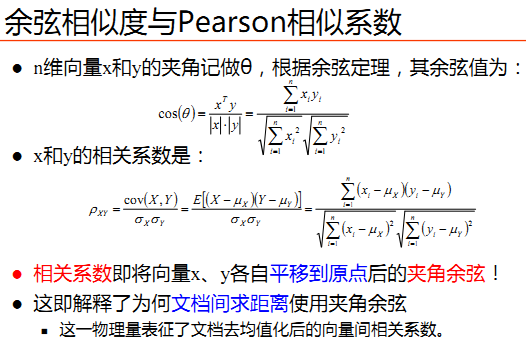 余弦相似度与Pearson相似系数
● n维向量x和y的夹角记做θ，根据余弦定理，其余弦值为：
$\cos(\theta)=\frac{x^T y}{|x|\cdot|y|}=\frac{\sum_{i=1}^{n}x_i y_i}{\sqrt{\sum_{i=1}^{n}x_i^2}\sqrt{\sum_{i=1}^{n}y_i^2}}$
● x和y的相关系数是：
$\rho_{XY}=\frac{\mathrm{cov}(X,Y)}{\sigma_X\sigma_Y}=\frac{E[(X-\mu_X)(Y-\mu_Y)]}{\sigma_X\sigma_Y}=\frac{\sum_{i=1}^{n}(x_i-\mu_X)(y_i-\mu_Y)}{\sqrt{\sum_{i=1}^{n}(x_i-\mu_X)^2}\sqrt{\sum_{i=1}^{n}(y_i-\mu_Y)^2}}$
● 相关系数即将向量x、y各自平移到原点后的夹角余弦！
● 这即解释了为何文档间求距离使用夹角余弦
■ 这一物理量表征了文档去均值化后的向量间相关系数。